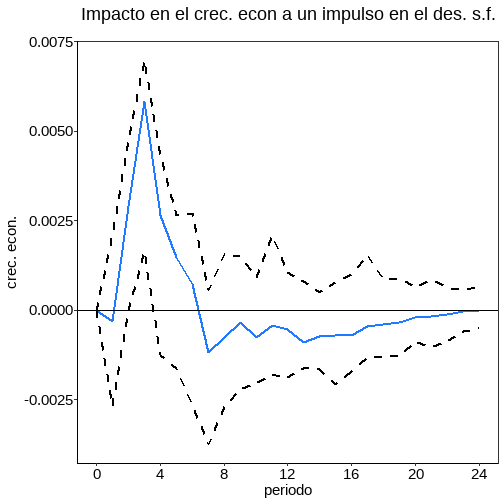 Impacto en el crec. econ a un impulso en el des. s.f.
0.0075
0.0050
0.0025
0.0000
-0.0025
crec. econ.
0 4 8 12 16 20 24
periodo